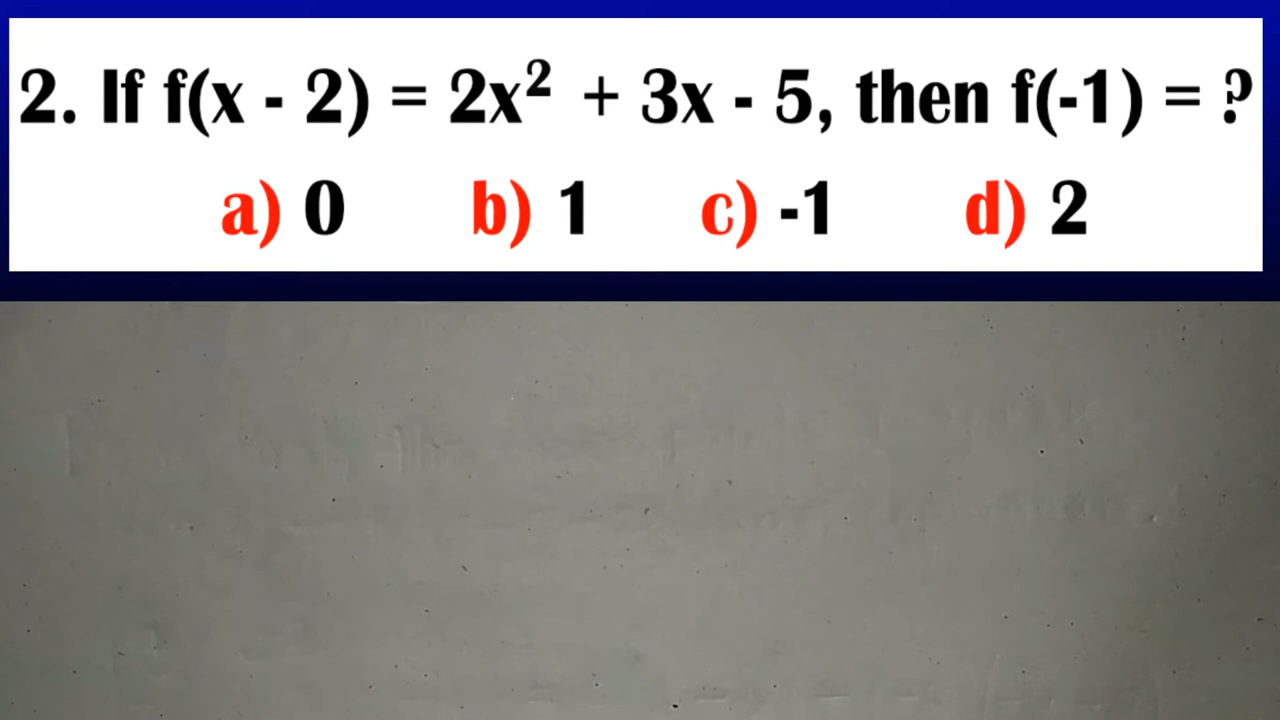 2. If f(x - 2) = 2x² + 3x - 5, then f(-1) = ?
a) 0 b) 1 c) -1 d) 2